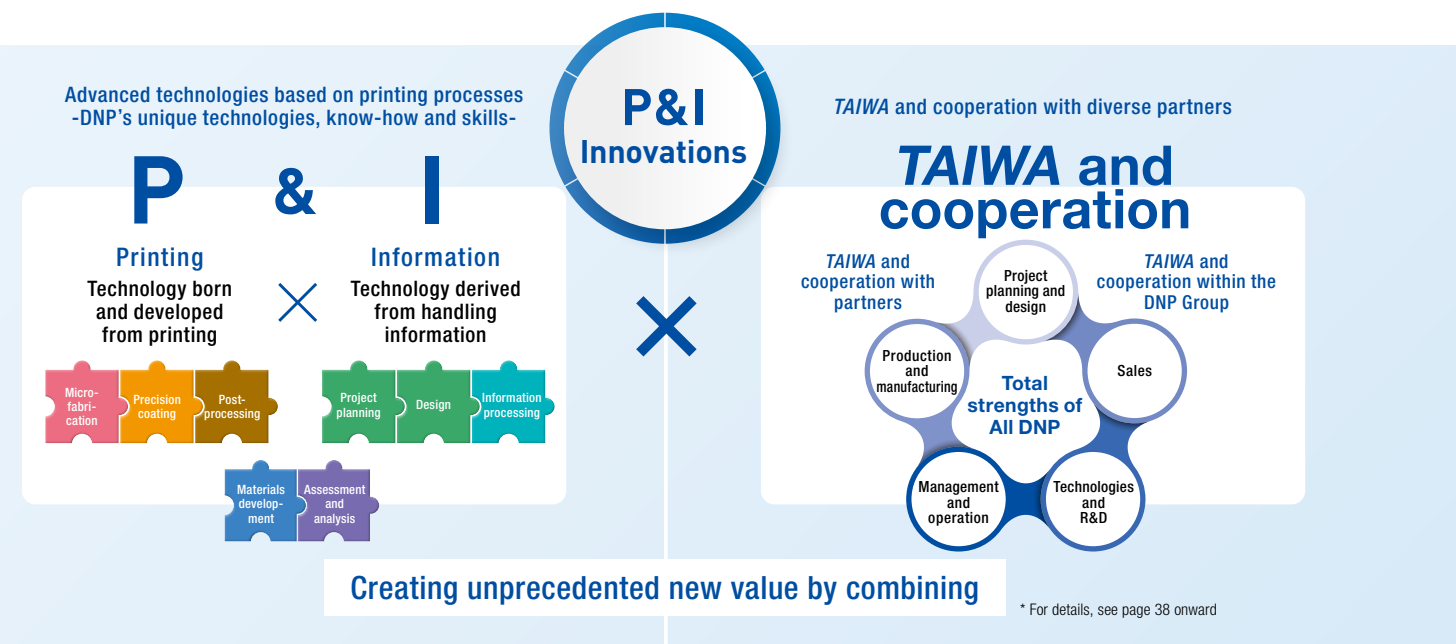 P&I
Innovations
Advanced technologies based on printing processes
-DNP's unique technologies, know-how and skills-
P & I
Printing
Technology born
and developed
from printing
Information
Technology derived
from handling
information
Micro-
fabri-
cation
Precision
coating
Post-
processing
Project
planning
Design
Information
processing
Materials
develop-
ment
Assessment
and
analysis
TAIWA and cooperation with diverse partners
TAIWA and
cooperation
TAIWA and
cooperation with
partners
TAIWA and
cooperation within the
DNP Group
Project
planning and
design
Production
and
manufacturing
Sales
Total
strengths of
All DNP
Management
and
operation
Technologies
and
R&D
Creating unprecedented new value by combining
* For details, see page 38 onward